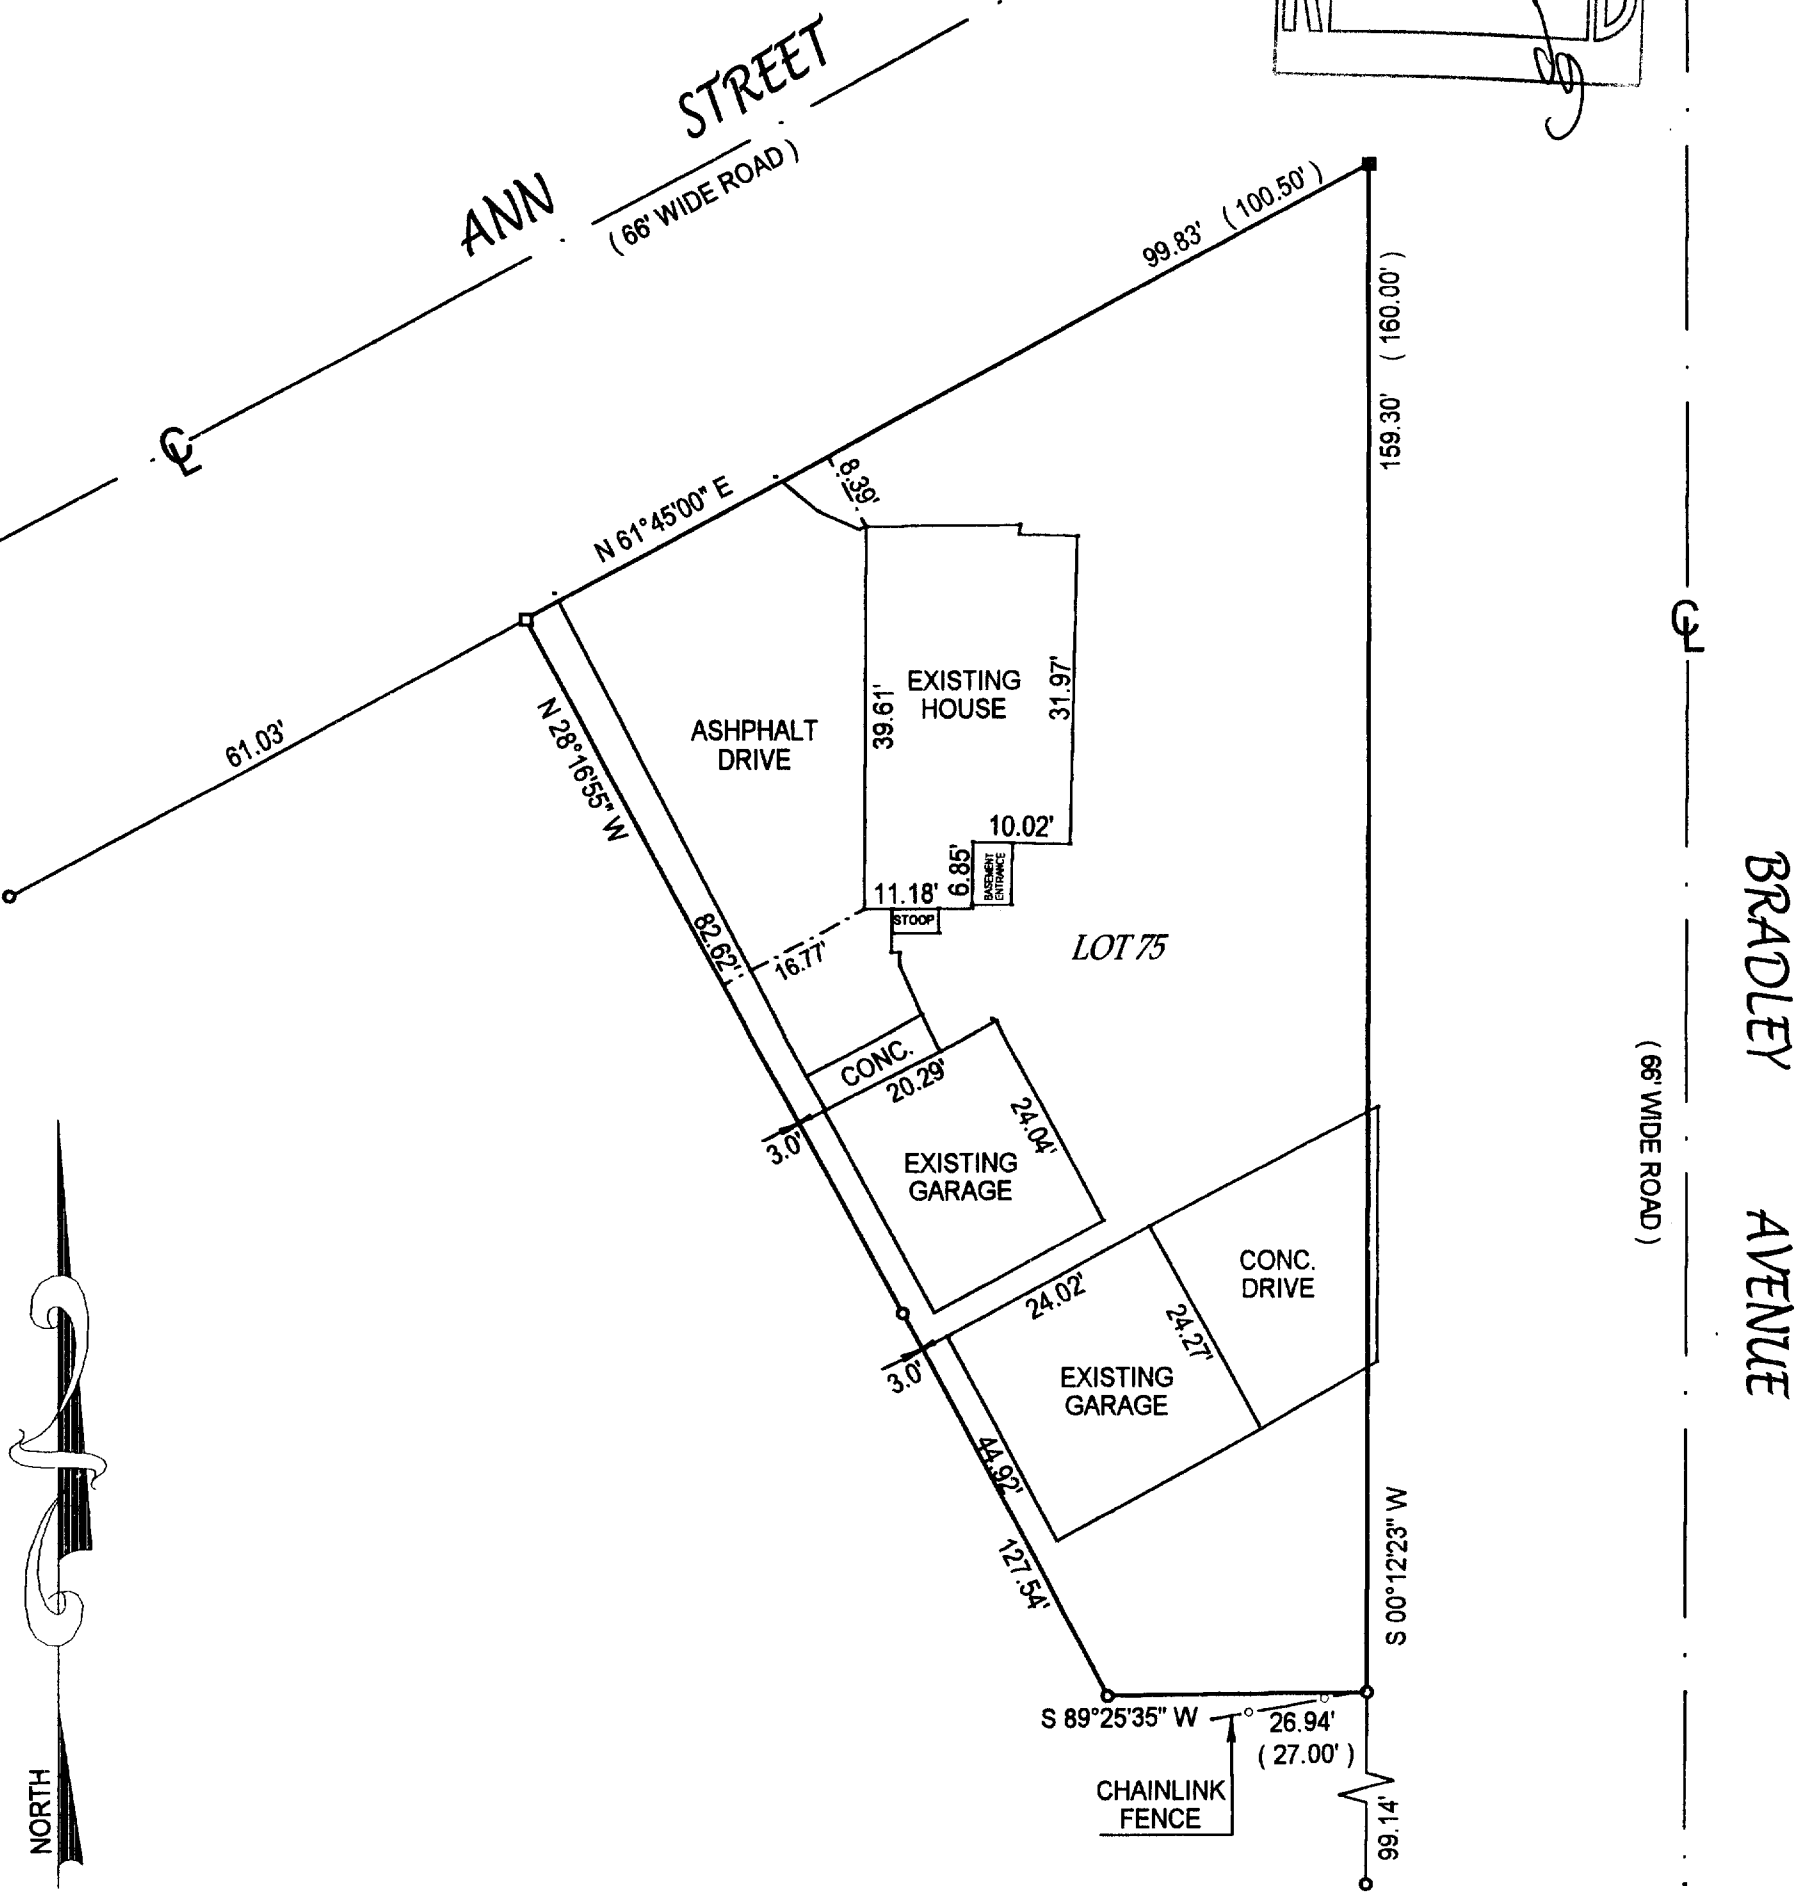 ANN STREET
( 66' WIDE ROAD )
99.83' ( 100.50' )
159.30' ( 160.00' )
N 61°45'00" E
8.39'
61.03'
N 28°16'55" W
ASHPHALT
DRIVE
EXISTING
HOUSE
39.61'
31.97'
10.02'
6.85'
BASEMENT
ENTRANCE
11.18'
STOOP
LOT 75
82.62'
16.77'
CONC.
20.29'
3.0'
24.04'
EXISTING
GARAGE
24.02'
3.0'
24.27'
EXISTING
GARAGE
CONC.
DRIVE
44.92'
127.54'
S 00°12'23" W
S 89°25'35" W
26.94'
( 27.00' )
CHAINLINK
FENCE
99.14'
BRADLEY AVENUE
( 66' WIDE ROAD )
NORTH